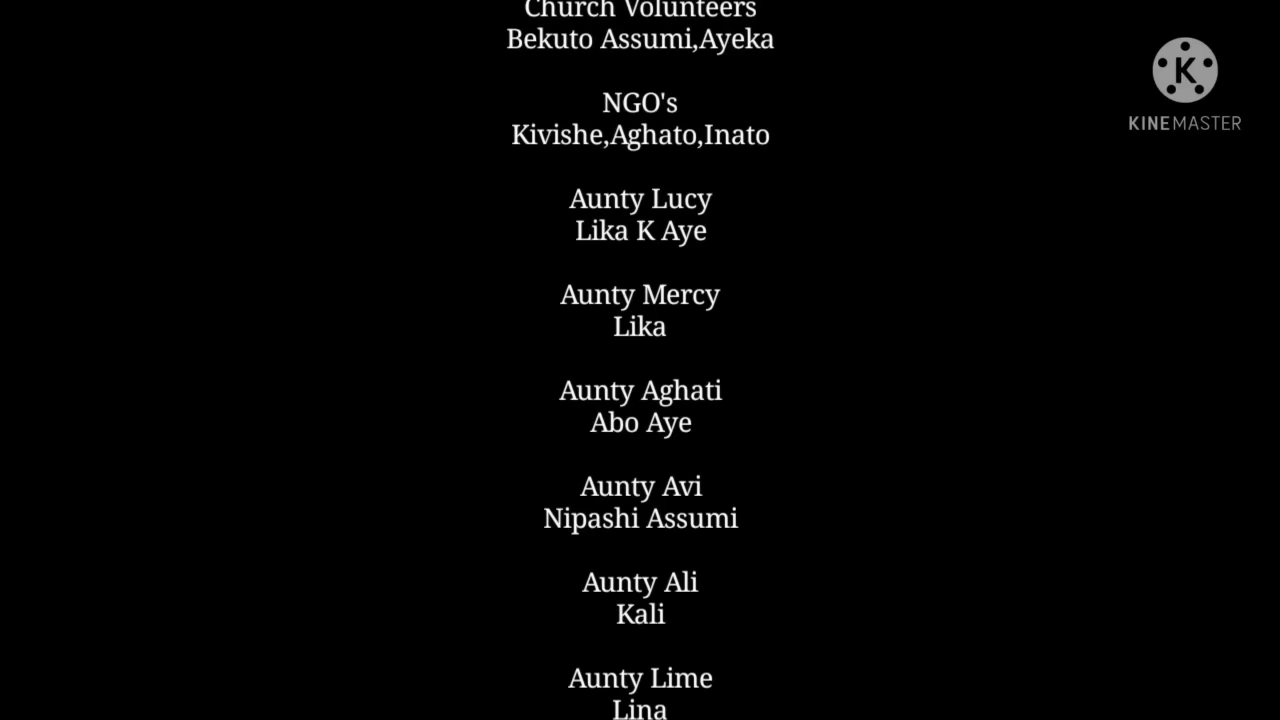 Church Volunteers
Bekuto Assumi,Ayeka
NGO's
Kivishe,Aghato,Inato
Aunty Lucy
Lika K Aye
Aunty Mercy
Lika
Aunty Aghati
Abo Aye
Aunty Avi
Nipashi Assumi
Aunty Ali
Kali
Aunty Lime
Lina
K
KINEMASTER